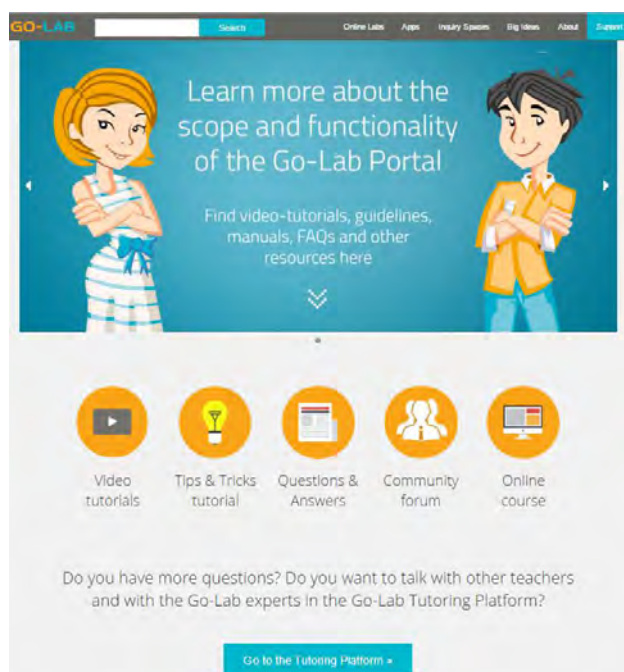 GO-LAB Search Online Labs Apps Inquiry Spaces Big Ideas About Support
Learn more about the
scope and functionality
of the Go-Lab Portal
Find video-tutorials, guidelines,
manuals, FAQs and other
resources here
Video
tutorials
Tips & Tricks
tutorial
Questions &
Answers
Community
forum
Online
course
Do you have more questions? Do you want to talk with other teachers
and with the Go-Lab experts in the Go-Lab Tutoring Platform?
Go to the Tutoring Platform »